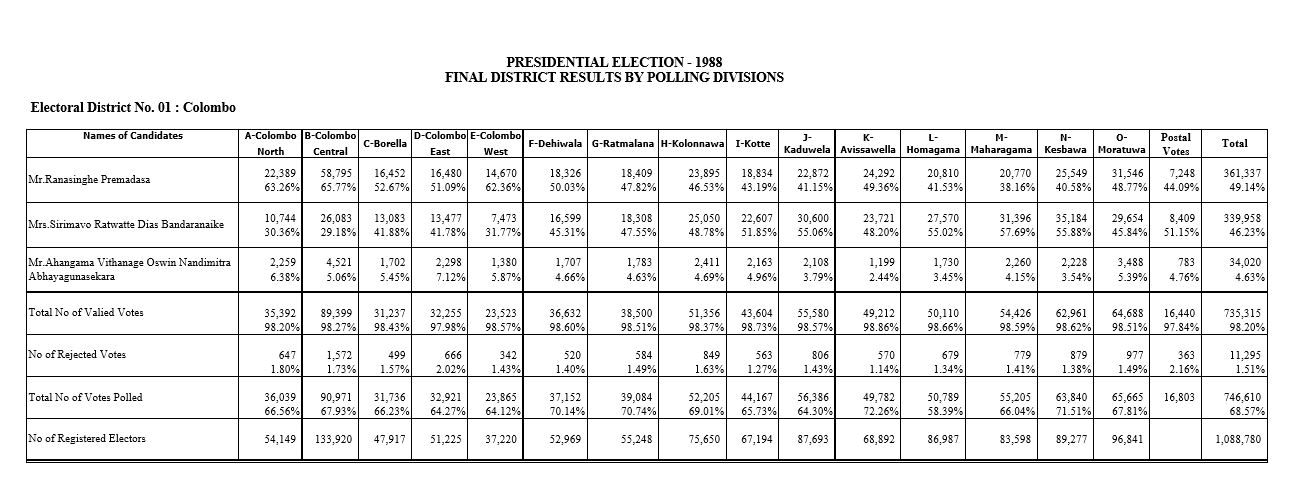 PRESIDENTIAL ELECTION - 1988
FINAL DISTRICT RESULTS BY POLLING DIVISIONS
Electoral District No. 01 : Colombo
Names of Candidates A-Colombo North B-Colombo Central C-Borella D-Colombo East E-Colombo West F-Dehiwala G-Ratmalana H-Kolonnawa I-Kotte J-Kaduwela K-Avissawella L-Homagama M-Maharagama N-Kesbawa O-Moratuwa Postal Votes Total
Mr.Ranasinghe Premadasa 22,389 58,795 16,452 16,480 14,670 18,326 18,409 23,895 18,834 22,872 24,292 20,810 20,770 25,549 31,546 7,248 361,337
63.26% 65.77% 52.67% 51.09% 62.36% 50.03% 47.82% 46.53% 43.19% 41.15% 49.36% 41.53% 38.16% 40.58% 48.77% 44.09% 49.14%
Mrs.Sirimavo Ratwatte Dias Bandaranaike 10,744 26,083 13,083 13,477 7,473 16,599 18,308 25,050 22,607 30,600 23,721 27,570 31,396 35,184 29,654 8,409 339,958
30.36% 29.18% 41.88% 41.78% 31.77% 45.31% 47.55% 48.78% 51.85% 55.06% 48.20% 55.02% 57.69% 55.88% 45.84% 51.15% 46.23%
Mr.Ahangama Vithanage Oswin Nandimitra 2,259 4,521 1,702 2,298 1,380 1,707 1,783 2,411 2,163 2,108 1,199 1,730 2,260 2,228 3,488 783 34,020
Abhayagunasekara 6.38% 5.06% 5.45% 7.12% 5.87% 4.66% 4.63% 4.69% 4.96% 3.79% 2.44% 3.45% 4.15% 3.54% 5.39% 4.76% 4.63%
Total No of Valied Votes 35,392 89,399 31,237 32,255 23,523 36,632 38,500 51,356 43,604 55,580 49,212 50,110 54,426 62,961 64,688 16,440 735,315
98.20% 98.27% 98.43% 97.98% 98.57% 98.60% 98.51% 98.37% 98.73% 98.57% 98.86% 98.66% 98.59% 98.62% 98.51% 97.84% 98.20%
No of Rejected Votes 647 1,572 499 666 342 520 584 849 563 806 570 679 779 879 977 363 11,295
1.80% 1.73% 1.57% 2.02% 1.43% 1.40% 1.49% 1.63% 1.27% 1.43% 1.14% 1.34% 1.41% 1.38% 1.49% 2.16% 1.51%
Total No of Votes Polled 36,039 90,971 31,736 32,921 23,865 37,152 39,084 52,205 44,167 56,386 49,782 50,789 55,205 63,840 65,665 16,803 746,610
66.56% 67.93% 66.23% 64.27% 64.12% 70.14% 70.74% 69.01% 65.73% 64.30% 72.26% 58.39% 66.04% 71.51% 67.81% 68.57%
No of Registered Electors 54,149 133,920 47,917 51,225 37,220 52,969 55,248 75,650 67,194 87,693 68,892 86,987 83,598 89,277 96,841 1,088,780